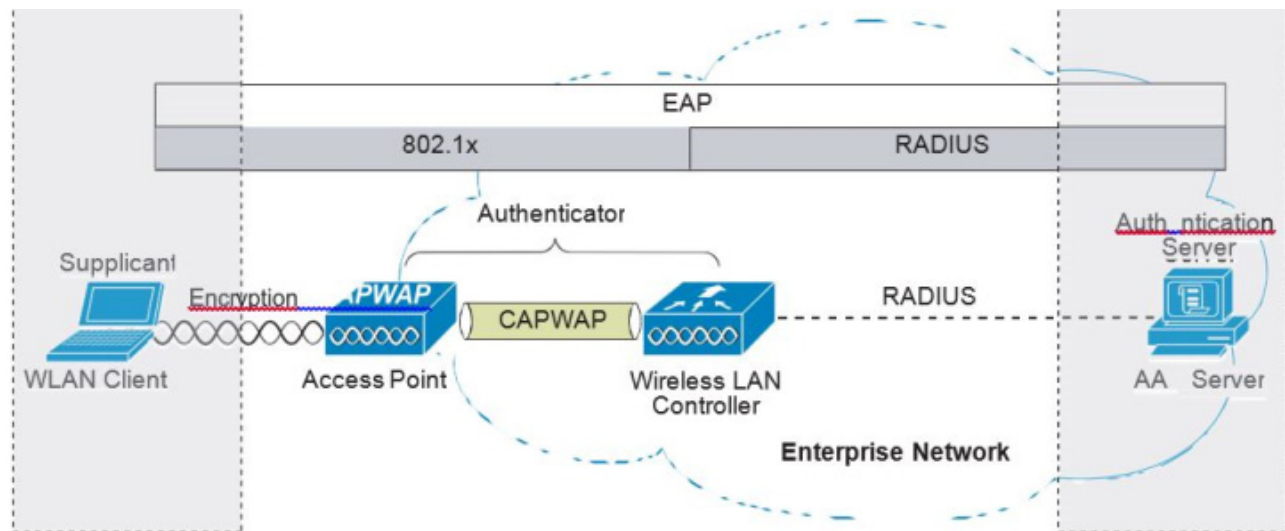 EAP
802.1x
RADIUS
Authenticator
Auth ntication
Server
Supplicant
Encryption
APWAP
CAPWAP
RADIUS
WLAN Client
Access Point
Wireless LAN
Controller
AA Server
Enterprise Network